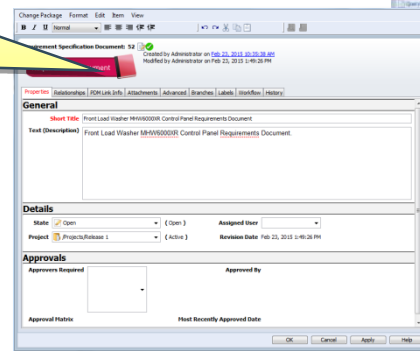 Query
Change Package Format Edit Item View
B I U Normal
Requirement Specification Document: 52
Created by Administrator on Feb 23, 2015 10:35:38 AM
Modified by Administrator on Feb 23, 2015 1:49:26 PM
Properties Relationships PDM Link Info Attachments Advanced Branches Labels Workflow History
General
Short Title Front Load Washer MHW6000XR Control Panel Requirements Document
Text (Description) Front Load Washer MHW6000XR Control Panel Requirements Document.
Details
State Open (Open) Assigned User
Project /Projects/Release 1 (Active) Revision Date Feb 23, 2015 1:49:26 PM
Approvals
Approvers Required Approved By
Approval Matrix Most Recently Approved Date
OK Cancel Apply Help